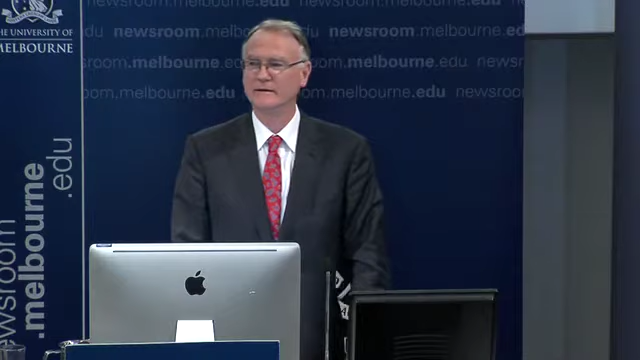 THE UNIVERSITY OF
MELBOURNE
newsroom.melbourne.edu newsroom.melbourne.edu
newsroom.melbourne.edu
newsroom.melbourne.edu newsroom
newsroom
.melbourne
.edu